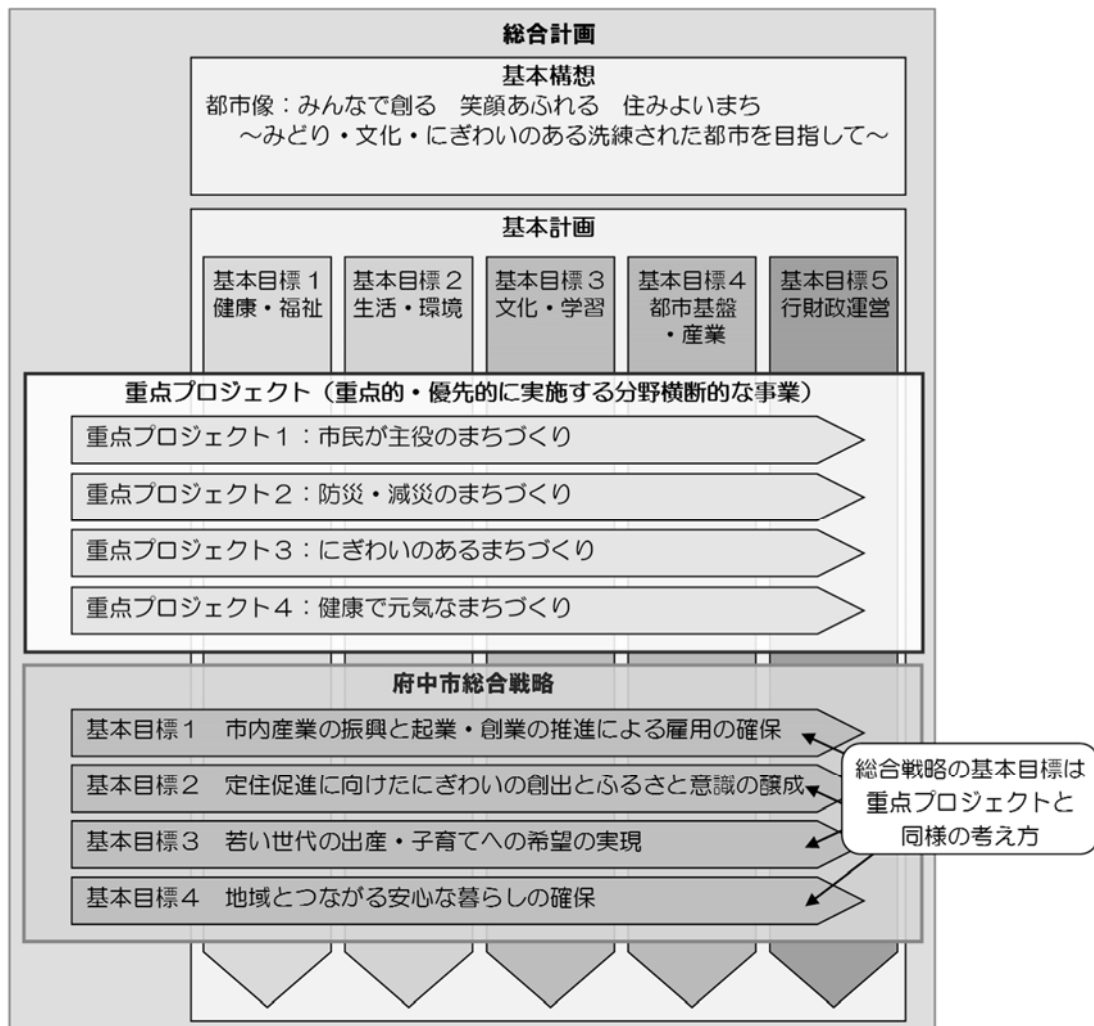 総合計画
基本構想
都市像：みんなで創る　笑顔あふれる　住みよいまち
～みどり・文化・にぎわいのある洗練された都市を目指して～
基本計画
基本目標１
健康・福祉
基本目標２
生活・環境
基本目標３
文化・学習
基本目標４
都市基盤
・産業
基本目標５
行財政運営
重点プロジェクト（重点的・優先的に実施する分野横断的な事業）
重点プロジェクト１：市民が主役のまちづくり
重点プロジェクト２：防災・減災のまちづくり
重点プロジェクト３：にぎわいのあるまちづくり
重点プロジェクト４：健康で元気なまちづくり
府中市総合戦略
基本目標１　市内産業の振興と起業・創業の推進による雇用の確保
基本目標２　定住促進に向けたにぎわいの創出とふるさと意識の醸成
基本目標３　若い世代の出産・子育てへの希望の実現
基本目標４　地域とつながる安心な暮らしの確保
総合戦略の基本目標は
重点プロジェクトと
同様の考え方